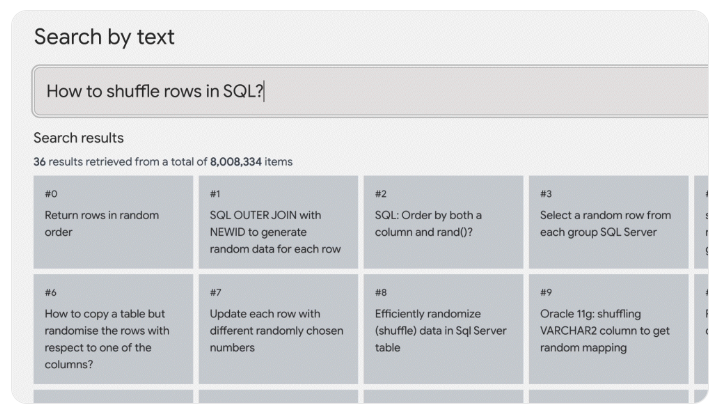 Search by text
How to shuffle rows in SQL?
Search results
36 results retrieved from a total of 8,008,334 items
#0
Return rows in random
order
#1
SQL OUTER JOIN with
NEWID to generate
random data for each row
#2
SQL: Order by both a
column and rand()?
#3
Select a random row from
each group SQL Server
#6
How to copy a table but
randomise the rows with
respect to one of the
columns?
#7
Update each row with
different randomly chosen
numbers
#8
Efficiently randomize
(shuffle) data in Sql Server
table
#9
Oracle 11g: shuffling
VARCHAR2 column to get
random mapping